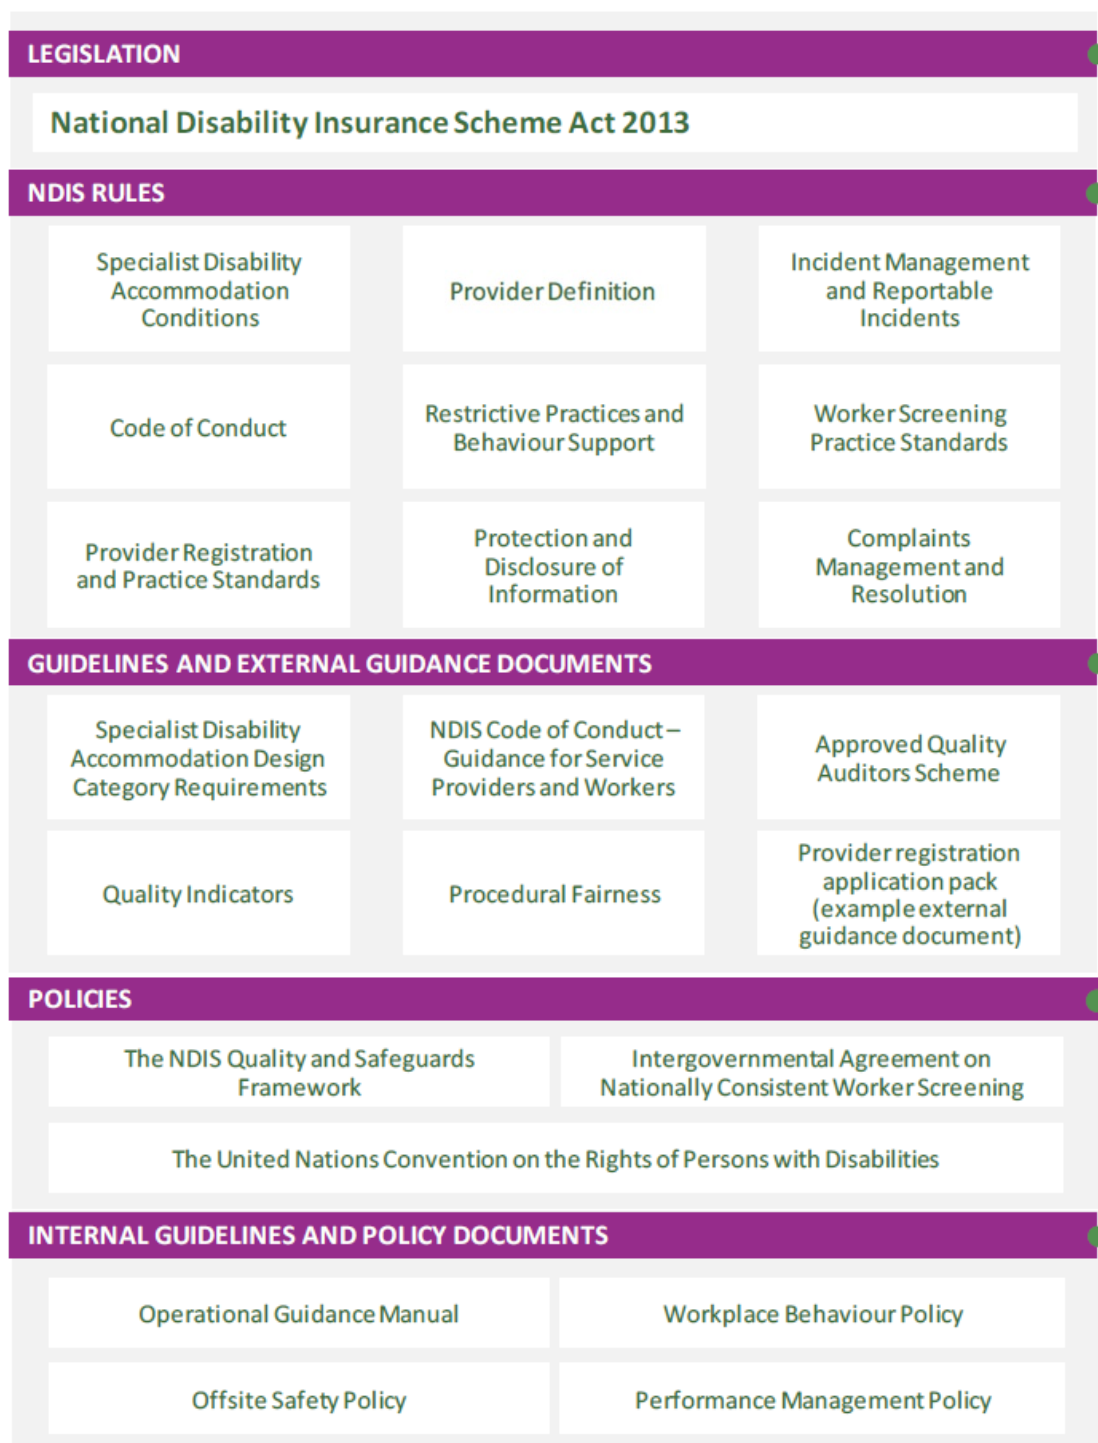 LEGISLATION
National Disability Insurance Scheme Act 2013
NDIS RULES
Specialist Disability
Accommodation
Conditions
Provider Definition
Incident Management
and Reportable
Incidents
Code of Conduct
Restrictive Practices and
Behaviour Support
Worker Screening
Practice Standards
Provider Registration
and Practice Standards
Protection and
Disclosure of
Information
Complaints
Management and
Resolution
GUIDELINES AND EXTERNAL GUIDANCE DOCUMENTS
Specialist Disability
Accommodation Design
Category Requirements
NDIS Code of Conduct –
Guidance for Service
Providers and Workers
Approved Quality
Auditors Scheme
Quality Indicators
Procedural Fairness
Provider registration
application pack
(example external
guidance document)
POLICIES
The NDIS Quality and Safeguards
Framework
Intergovernmental Agreement on
Nationally Consistent Worker Screening
The United Nations Convention on the Rights of Persons with Disabilities
INTERNAL GUIDELINES AND POLICY DOCUMENTS
Operational Guidance Manual
Workplace Behaviour Policy
Offsite Safety Policy
Performance Management Policy